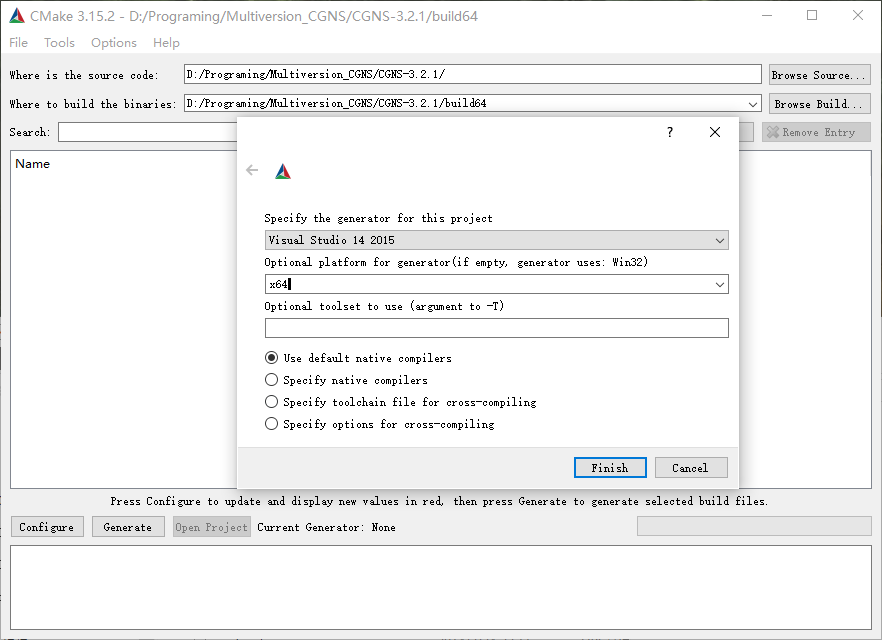 CMake 3.15.2 - D:/Programing/Multiversion_CGNS/CGNS-3.2.1/build64
File Tools Options Help
Where is the source code: D:/Programing/Multiversion_CGNS/CGNS-3.2.1/ Browse Source...
Where to build the binaries: D:/Programing/Multiversion_CGNS/CGNS-3.2.1/build64 Browse Build...
Search: Remove Entry
Name
?
Specify the generator for this project
Visual Studio 14 2015
Optional platform for generator(if empty, generator uses: Win32)
x64
Optional toolset to use (argument to -T)
Use default native compilers
Specify native compilers
Specify toolchain file for cross-compiling
Specify options for cross-compiling
Finish Cancel
Press Configure to update and display new values in red, then press Generate to generate selected build files.
Configure Generate Open Project Current Generator: None